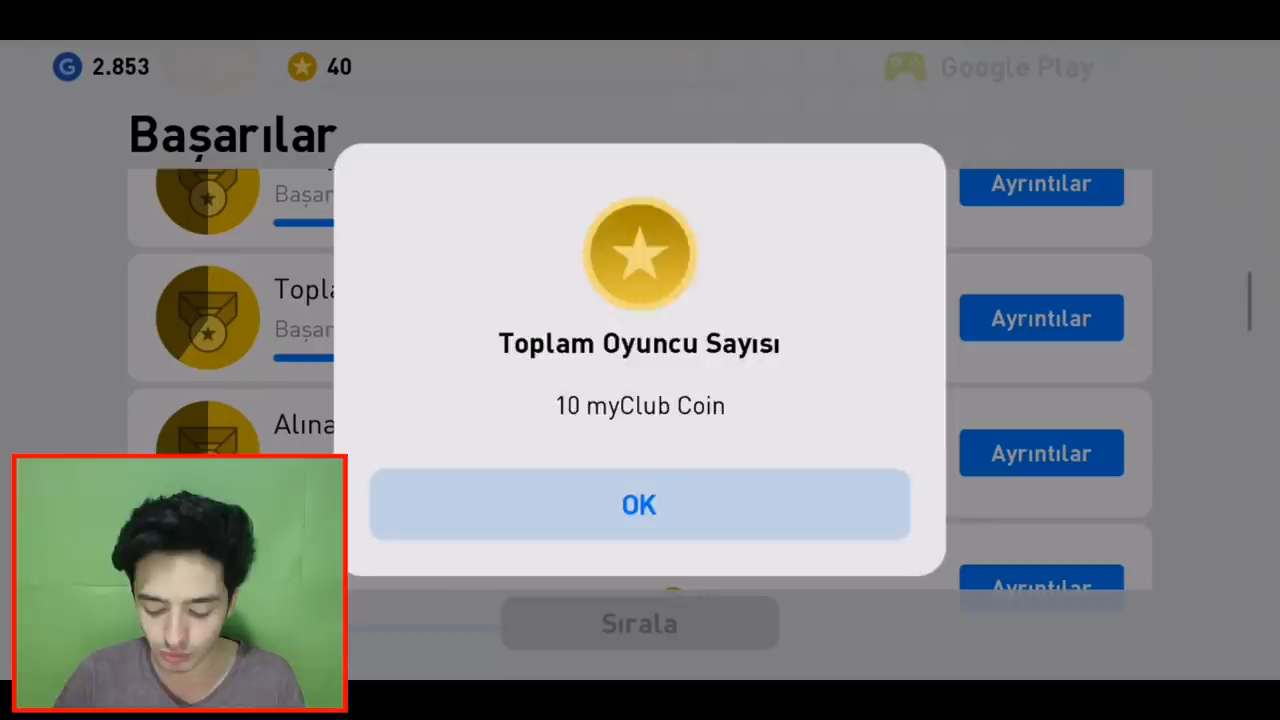 G 2.853
40
Google Play
Başarılar
Ayrıntılar
Başar
Topla
Ayrıntılar
Başar
Toplam Oyuncu Sayısı
10 myClub Coin
Alına
Ayrıntılar
OK
Ayrıntılar
Sırala